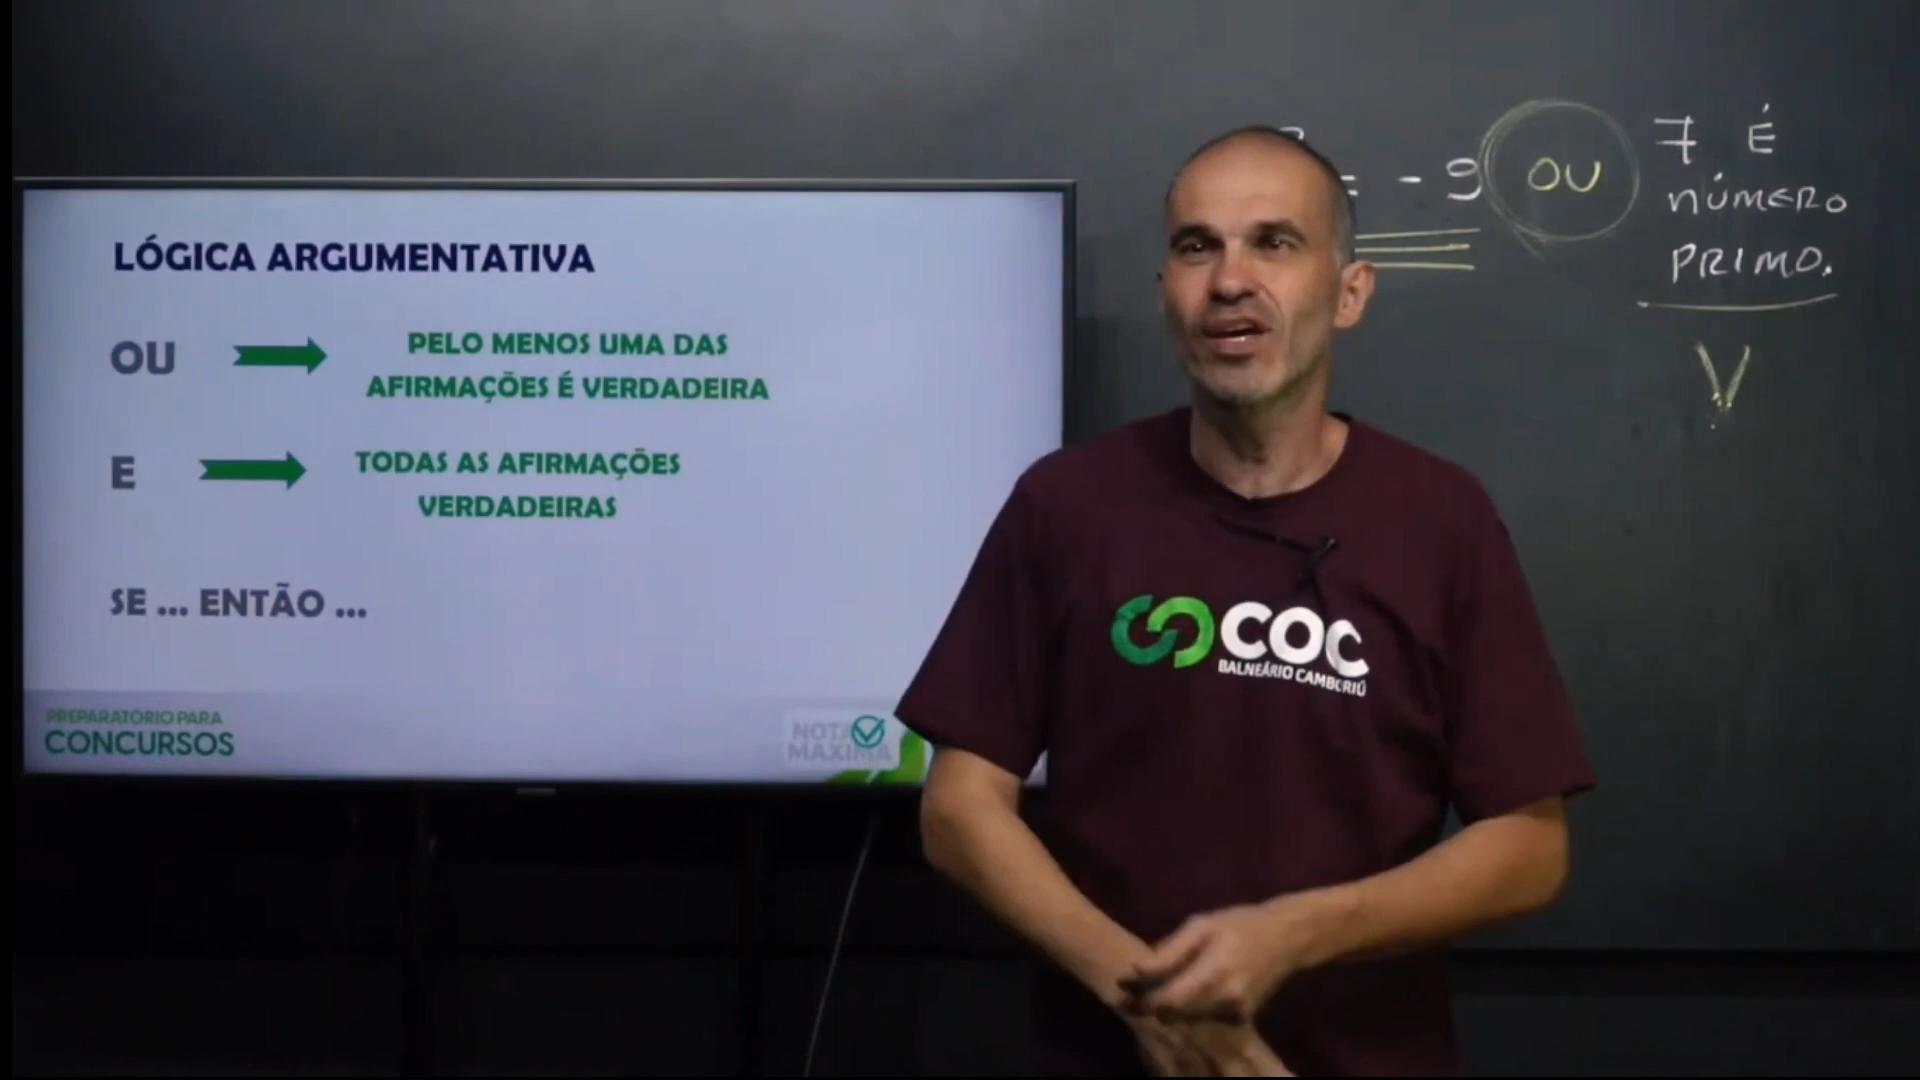 LÓGICA ARGUMENTATIVA
OU
PELO MENOS UMA DAS
AFIRMAÇÕES É VERDADEIRA
E
TODAS AS AFIRMAÇÕES
VERDADEIRAS
SE ... ENTÃO ...
PREPARATÓRIO PARA
CONCURSOS
NOTA
MAXIMA
= - 9 OU
7 É
NÚMERO
PRIMO.
V
COC
BALNEÁRIO CAMBORIÚ